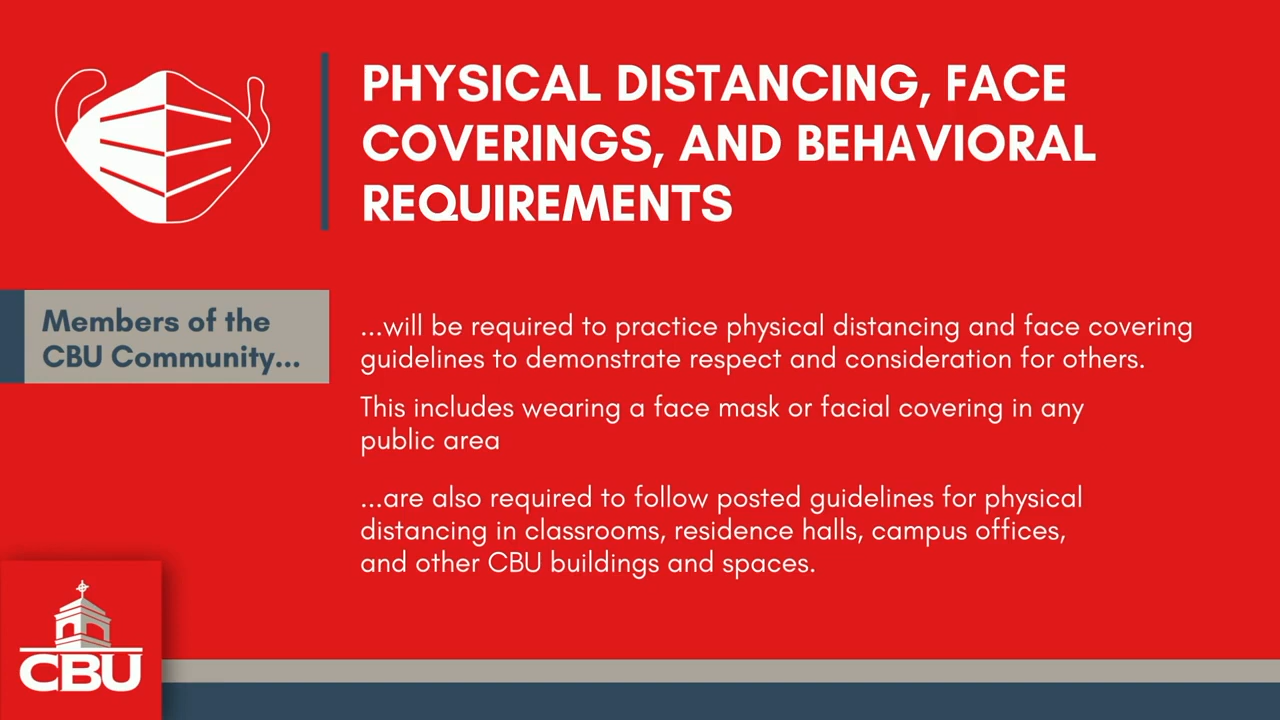 PHYSICAL DISTANCING, FACE
COVERINGS, AND BEHAVIORAL
REQUIREMENTS
Members of the
CBU Community...
...will be required to practice physical distancing and face covering
guidelines to demonstrate respect and consideration for others.
This includes wearing a face mask or facial covering in any
public area
...are also required to follow posted guidelines for physical
distancing in classrooms, residence halls, campus offices,
and other CBU buildings and spaces.
CBU